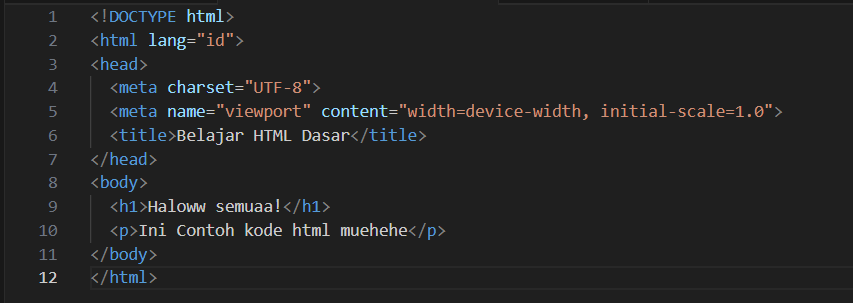 1 <!DOCTYPE html>
2 <html lang="id">
3 <head>
4 <meta charset="UTF-8">
5 <meta name="viewport" content="width=device-width, initial-scale=1.0">
6 <title>Belajar HTML Dasar</title>
7 </head>
8 <body>
9 <h1>Haloww semuaa!</h1>
10 <p>Ini Contoh kode html muehehe</p>
11 </body>
12 </html>